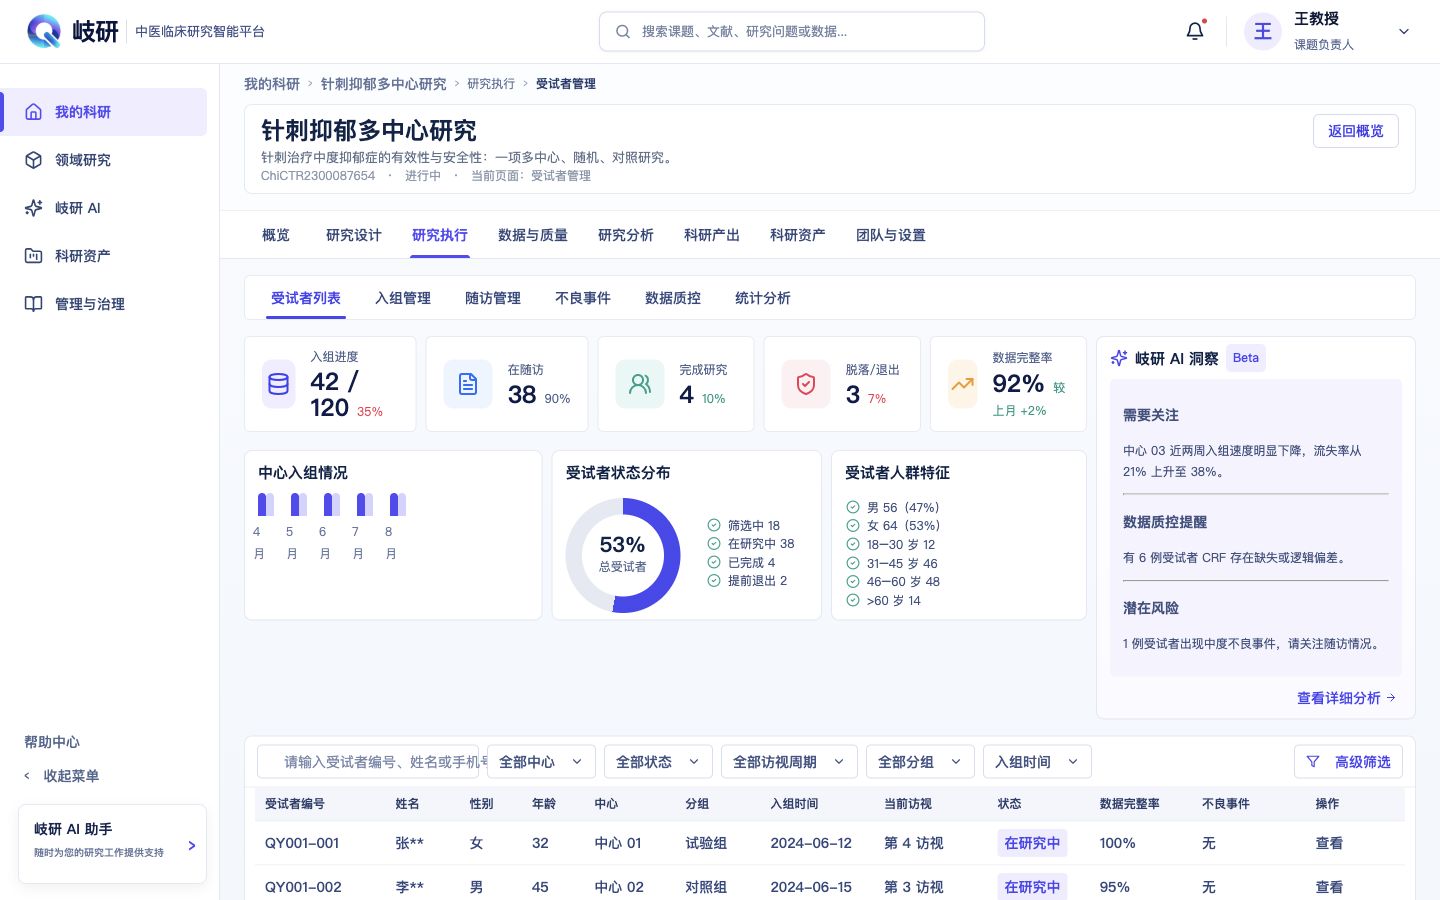 岐研
中医临床研究智能平台
搜索课题、文献、研究问题或数据...
王
王教授
课题负责人
我的科研
领域研究
岐研 AI
科研资产
管理与治理
帮助中心
< 收起菜单
岐研 AI 助手
随时为您的研究工作提供支持
>
我的科研 > 针刺抑郁多中心研究 > 研究执行 > 受试者管理
针刺抑郁多中心研究
返回概览
针刺治疗中度抑郁症的有效性与安全性：一项多中心、随机、对照研究。
ChiCTR2300087654 · 进行中 · 当前页面：受试者管理
概览 研究设计 研究执行 数据与质量 研究分析 科研产出 科研资产 团队与设置
受试者列表 入组管理 随访管理 不良事件 数据质控 统计分析
入组进度
42 /
120 35%
在随访
38 90%
完成研究
4 10%
脱落/退出
3 7%
数据完整率
92% 较
上月 +2%
中心入组情况
4 5 6 7 8
月 月 月 月 月
受试者状态分布
53%
总受试者
筛选中 18
在研究中 38
已完成 4
提前退出 2
受试者人群特征
男 56（47%）
女 64（53%）
18–30 岁 12
31–45 岁 46
46–60 岁 48
>60 岁 14
岐研 AI 洞察 Beta
需要关注
中心 03 近两周入组速度明显下降，流失率从
21% 上升至 38%。
数据质控提醒
有 6 例受试者 CRF 存在缺失或逻辑偏差。
潜在风险
1 例受试者出现中度不良事件，请关注随访情况。
查看详细分析 →
请输入受试者编号、姓名或手机号 全部中心 全部状态 全部访视周期 全部分组 入组时间 高级筛选
受试者编号 姓名 性别 年龄 中心 分组 入组时间 当前访视 状态 数据完整率 不良事件 操作
QY001-001 张** 女 32 中心 01 试验组 2024-06-12 第 4 访视 在研究中 100% 无 查看
QY001-002 李** 男 45 中心 02 对照组 2024-06-15 第 3 访视 在研究中 95% 无 查看